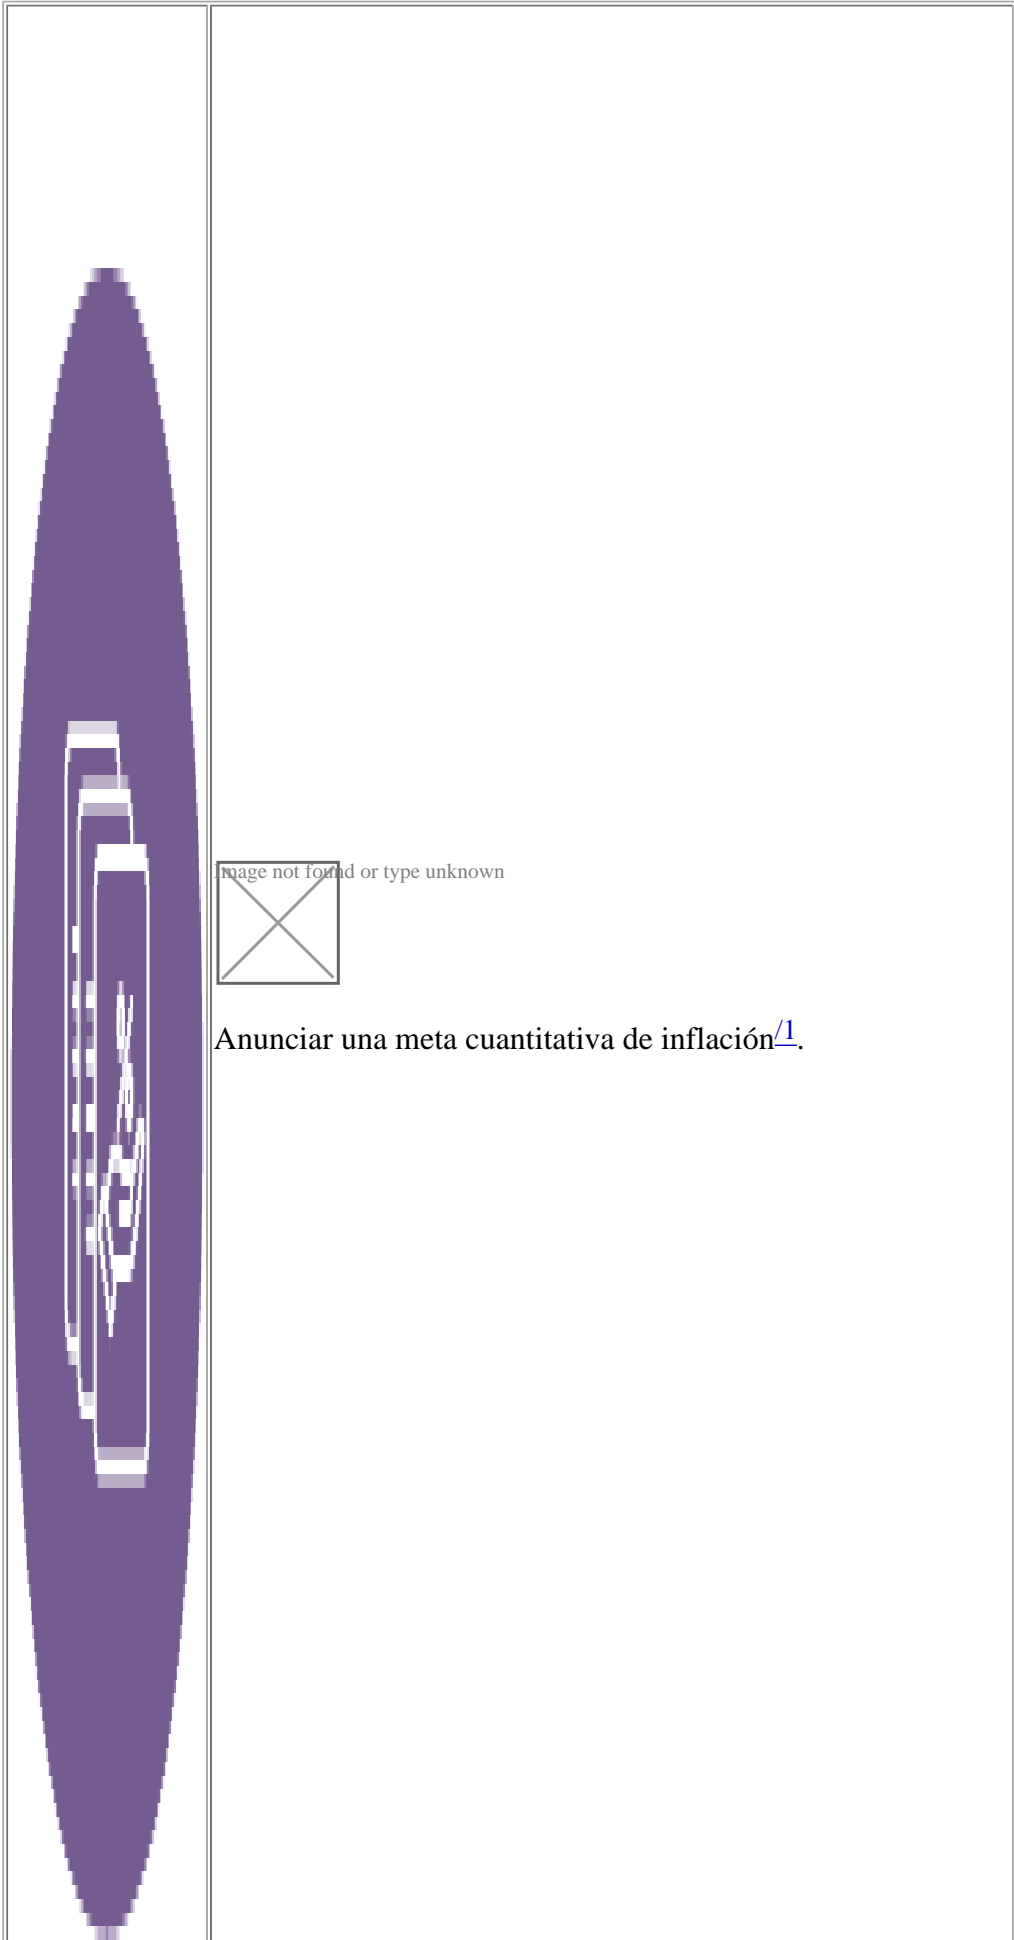 Image not found or type unknown
Anunciar una meta cuantitativa de inflación/1.